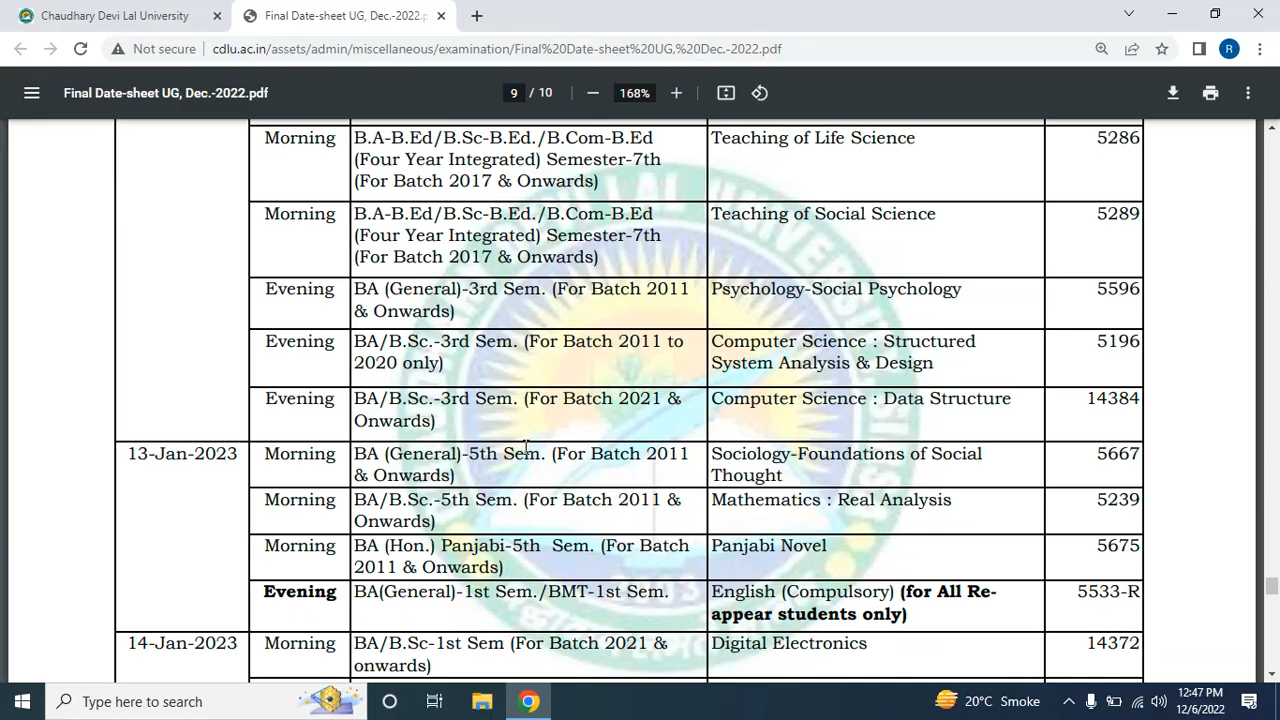 Chaudhary Devi Lal University
Final Date-sheet UG, Dec.-2022.p
Not secure
cdlu.ac.in/assets/admin/miscellaneous/examination/Final%20Date-sheet%20UG,%20Dec.-2022.pdf
R
Final Date-sheet UG, Dec.-2022.pdf
9 / 10
168%
Morning B.A-B.Ed/B.Sc-B.Ed./B.Com-B.Ed Teaching of Life Science 5286
(Four Year Integrated) Semester-7th
(For Batch 2017 & Onwards)
Morning B.A-B.Ed/B.Sc-B.Ed./B.Com-B.Ed Teaching of Social Science 5289
(Four Year Integrated) Semester-7th
(For Batch 2017 & Onwards)
Evening BA (General)-3rd Sem. (For Batch 2011 Psychology-Social Psychology 5596
& Onwards)
Evening BA/B.Sc.-3rd Sem. (For Batch 2011 to Computer Science : Structured 5196
2020 only) System Analysis & Design
Evening BA/B.Sc.-3rd Sem. (For Batch 2021 & Computer Science : Data Structure 14384
Onwards)
13-Jan-2023 Morning BA (General)-5th Sem. (For Batch 2011 Sociology-Foundations of Social 5667
& Onwards) Thought
Morning BA/B.Sc.-5th Sem. (For Batch 2011 & Mathematics : Real Analysis 5239
Onwards)
Morning BA (Hon.) Panjabi-5th Sem. (For Batch Panjabi Novel 5675
2011 & Onwards)
Evening BA(General)-1st Sem./BMT-1st Sem. English (Compulsory) (for All Re- 5533-R
appear students only)
14-Jan-2023 Morning BA/B.Sc-1st Sem (For Batch 2021 & Digital Electronics 14372
onwards)
Type here to search
20°C Smoke
12:47 PM
12/6/2022